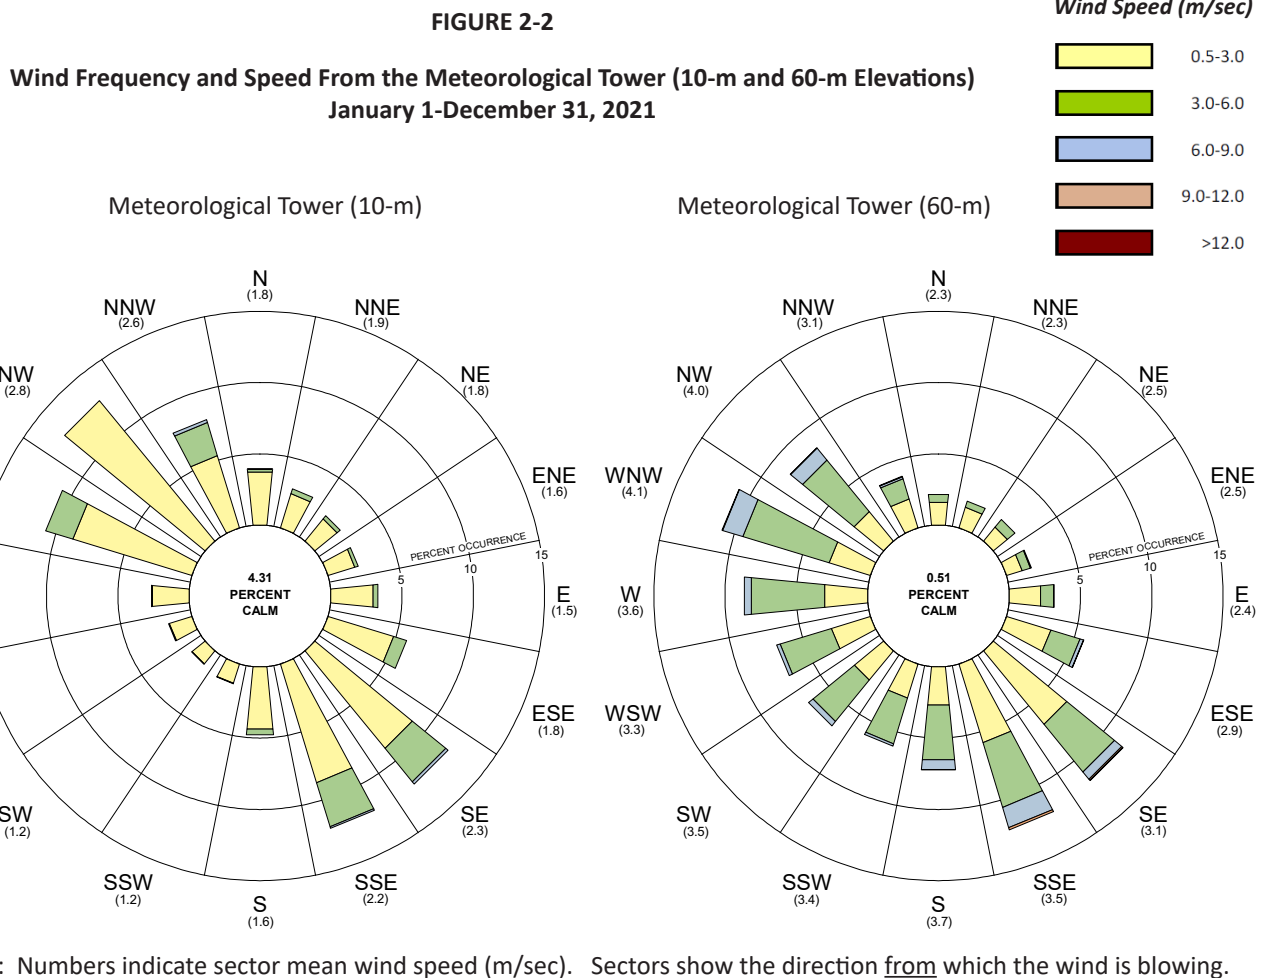 FIGURE 2-2
Wind Speed (m/sec)
Wind Frequency and Speed From the Meteorological Tower (10-m and 60-m Elevations)
January 1-December 31, 2021
0.5-3.0
3.0-6.0
6.0-9.0
9.0-12.0
>12.0
Meteorological Tower (10-m)
N
(1.8)
NNW
(2.6)
NNE
(1.9)
NW
(2.8)
NE
(1.8)
ENE
(1.6)
PERCENT OCCURRENCE
5
10
15
4.31
PERCENT
CALM
E
(1.5)
ESE
(1.8)
SW
(1.2)
SE
(2.3)
SSW
(1.2)
SSE
(2.2)
S
(1.6)
Meteorological Tower (60-m)
N
(2.3)
NNW
(3.1)
NNE
(2.3)
NW
(4.0)
NE
(2.5)
WNW
(4.1)
ENE
(2.5)
PERCENT OCCURRENCE
5
10
15
0.51
PERCENT
CALM
W
(3.6)
E
(2.4)
WSW
(3.3)
ESE
(2.9)
SW
(3.5)
SE
(3.1)
SSW
(3.4)
SSE
(3.5)
S
(3.7)
: Numbers indicate sector mean wind speed (m/sec). Sectors show the direction from which the wind is blowing.